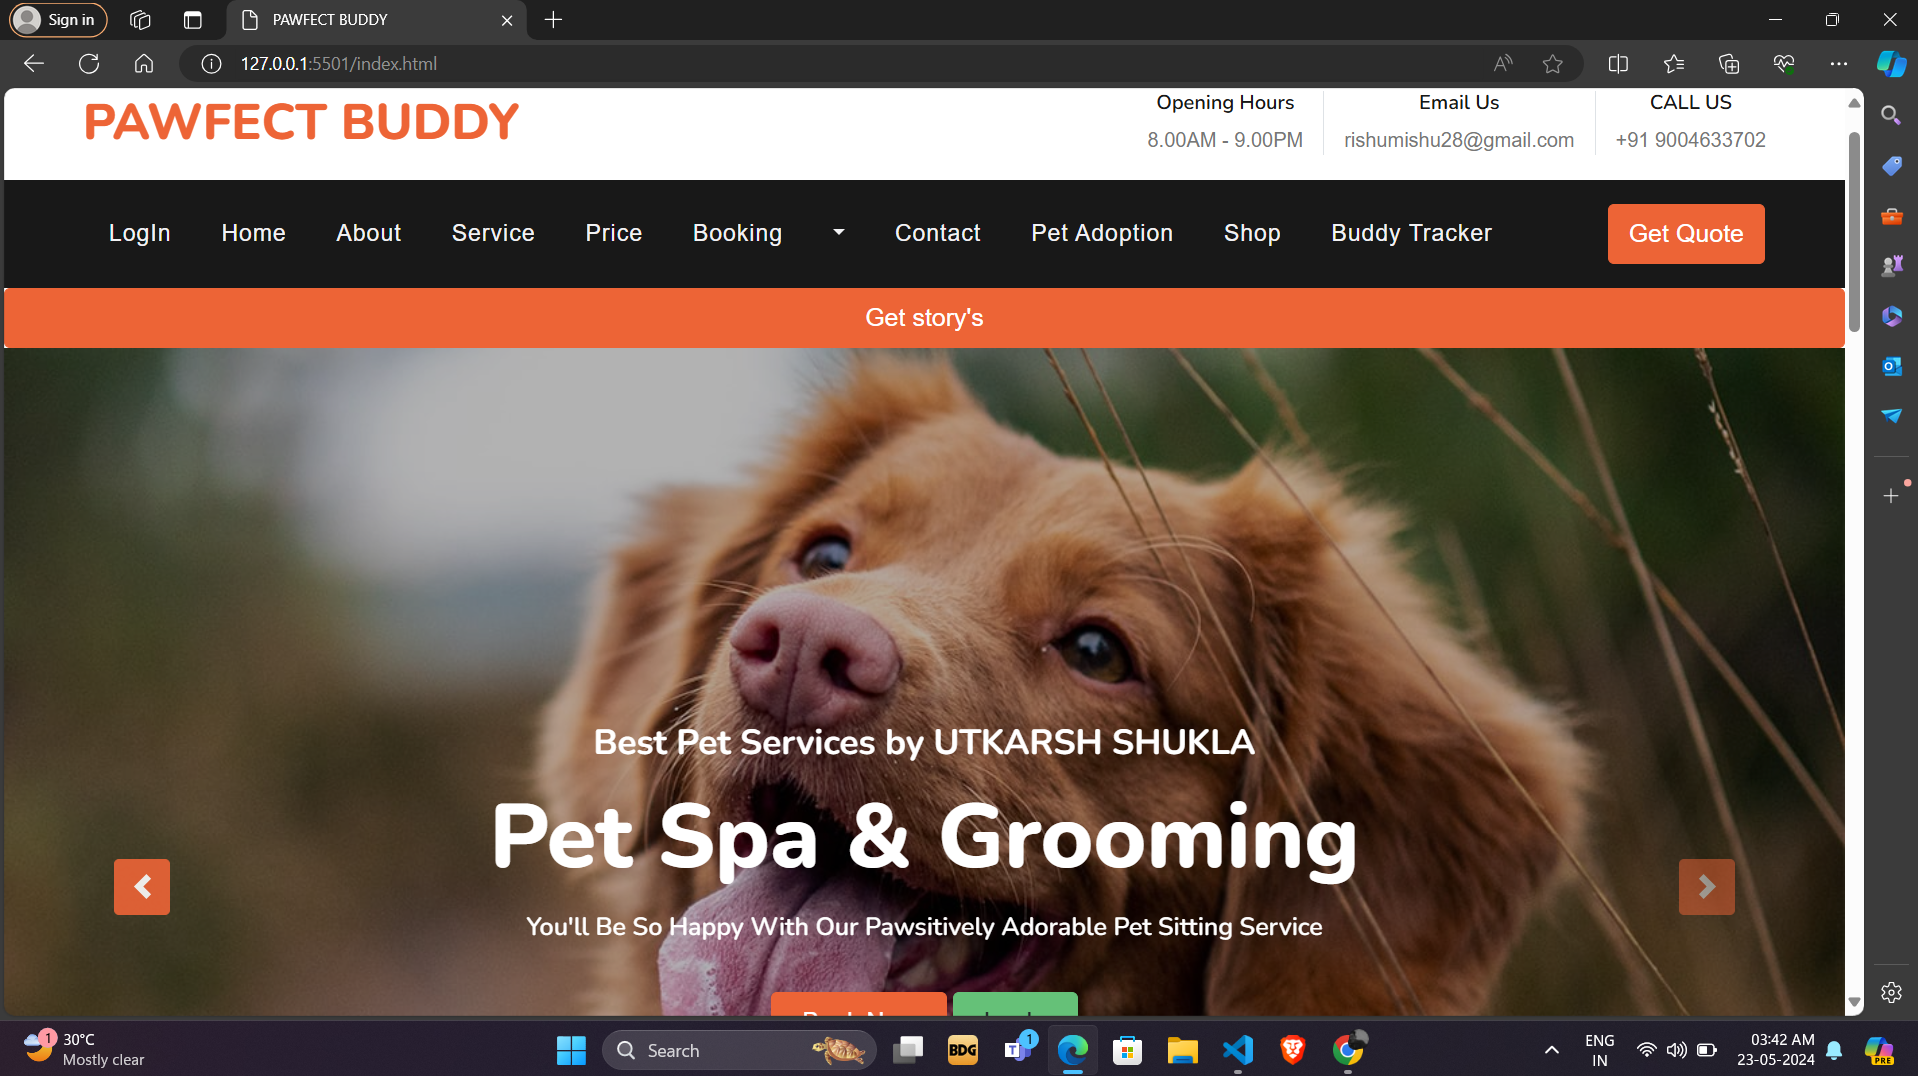 Sign in
PAWFECT BUDDY
127.0.0.1:5501/index.html
PAWFECT BUDDY
Opening Hours
8.00AM - 9.00PM
Email Us
rishumishu28@gmail.com
CALL US
+91 9004633702
LogIn Home About Service Price Booking Contact Pet Adoption Shop Buddy Tracker Get Quote
Get story's
Best Pet Services by UTKARSH SHUKLA
Pet Spa & Grooming
You'll Be So Happy With Our Pawsitively Adorable Pet Sitting Service
1
30°C
Mostly clear
Search
BDG
1
ENG
IN
03:42 AM
23-05-2024
PRE